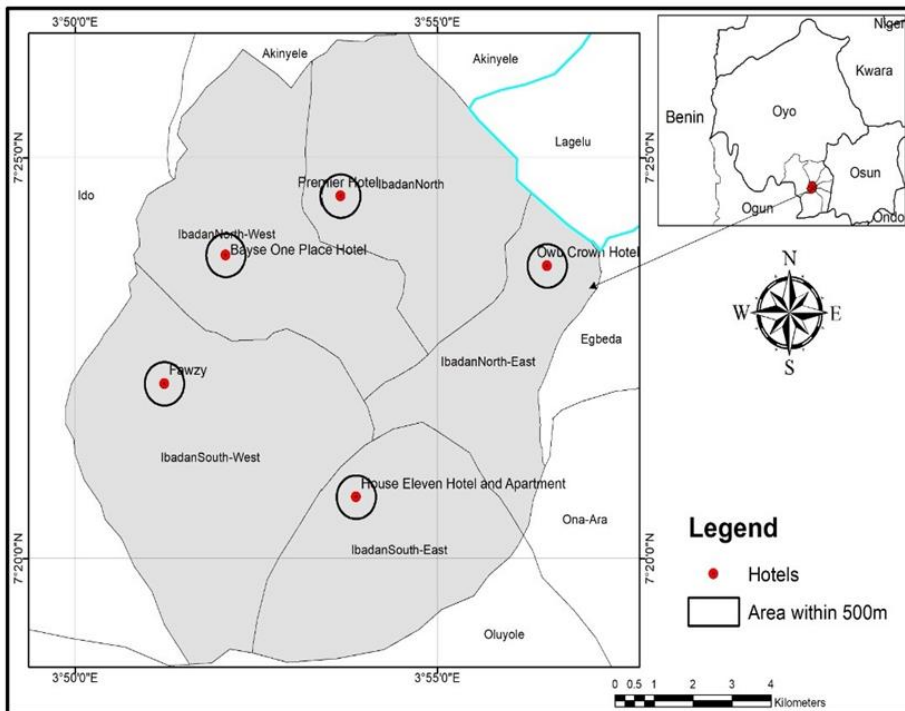 3°50'0"E
3°55'0"E
Akinyele
Akinyele
Lagelu
7°25'0"N
7°25'0"N
Ido
Premier Hotel
IbadanNorth
IbadanNorth-West
Bayse One Place Hotel
Owu Crown Hotel
Egbeda
IbadanNorth-East
Fawzy
IbadanSouth-West
House Eleven Hotel and Apartment
Ona-Ara
IbadanSouth-East
7°20'0"N
7°20'0"N
Oluyole
3°50'0"E
3°55'0"E
Niger
Kwara
Benin
Oyo
Osun
Ogun
Ondo
N
W
E
S
Legend
Hotels
Area within 500m
0 0.5 1 2 3 4
Kilometers